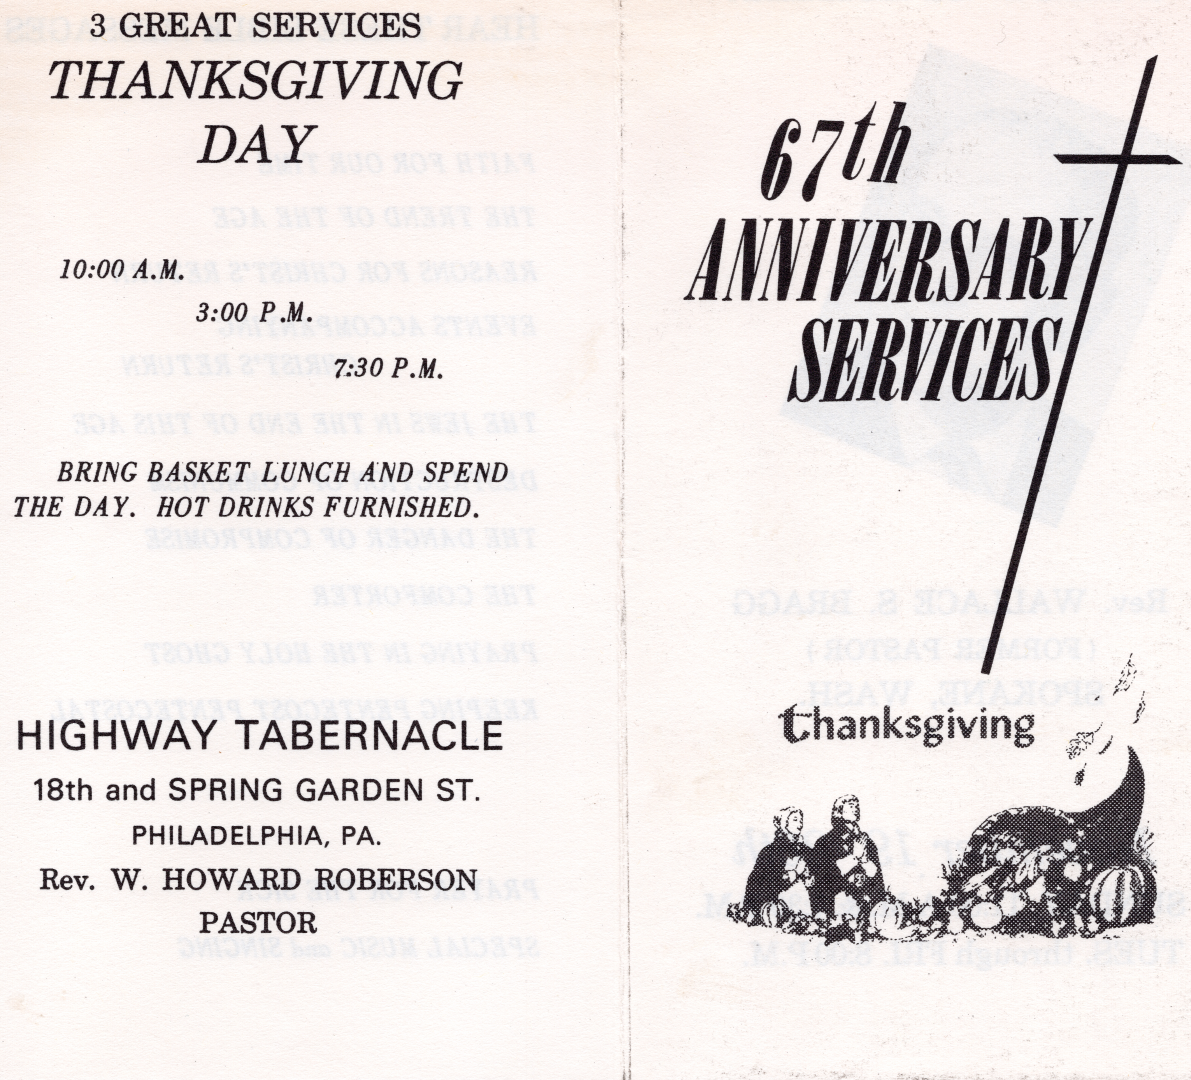 3 GREAT SERVICES
THANKSGIVING
DAY
10:00 A.M.
3:00 P.M.
7:30 P.M.
BRING BASKET LUNCH AND SPEND
THE DAY. HOT DRINKS FURNISHED.
HIGHWAY TABERNACLE
18th and SPRING GARDEN ST.
PHILADELPHIA, PA.
Rev. W. HOWARD ROBERSON
PASTOR
67th
ANNIVERSARY
SERVICES
thanksgiving